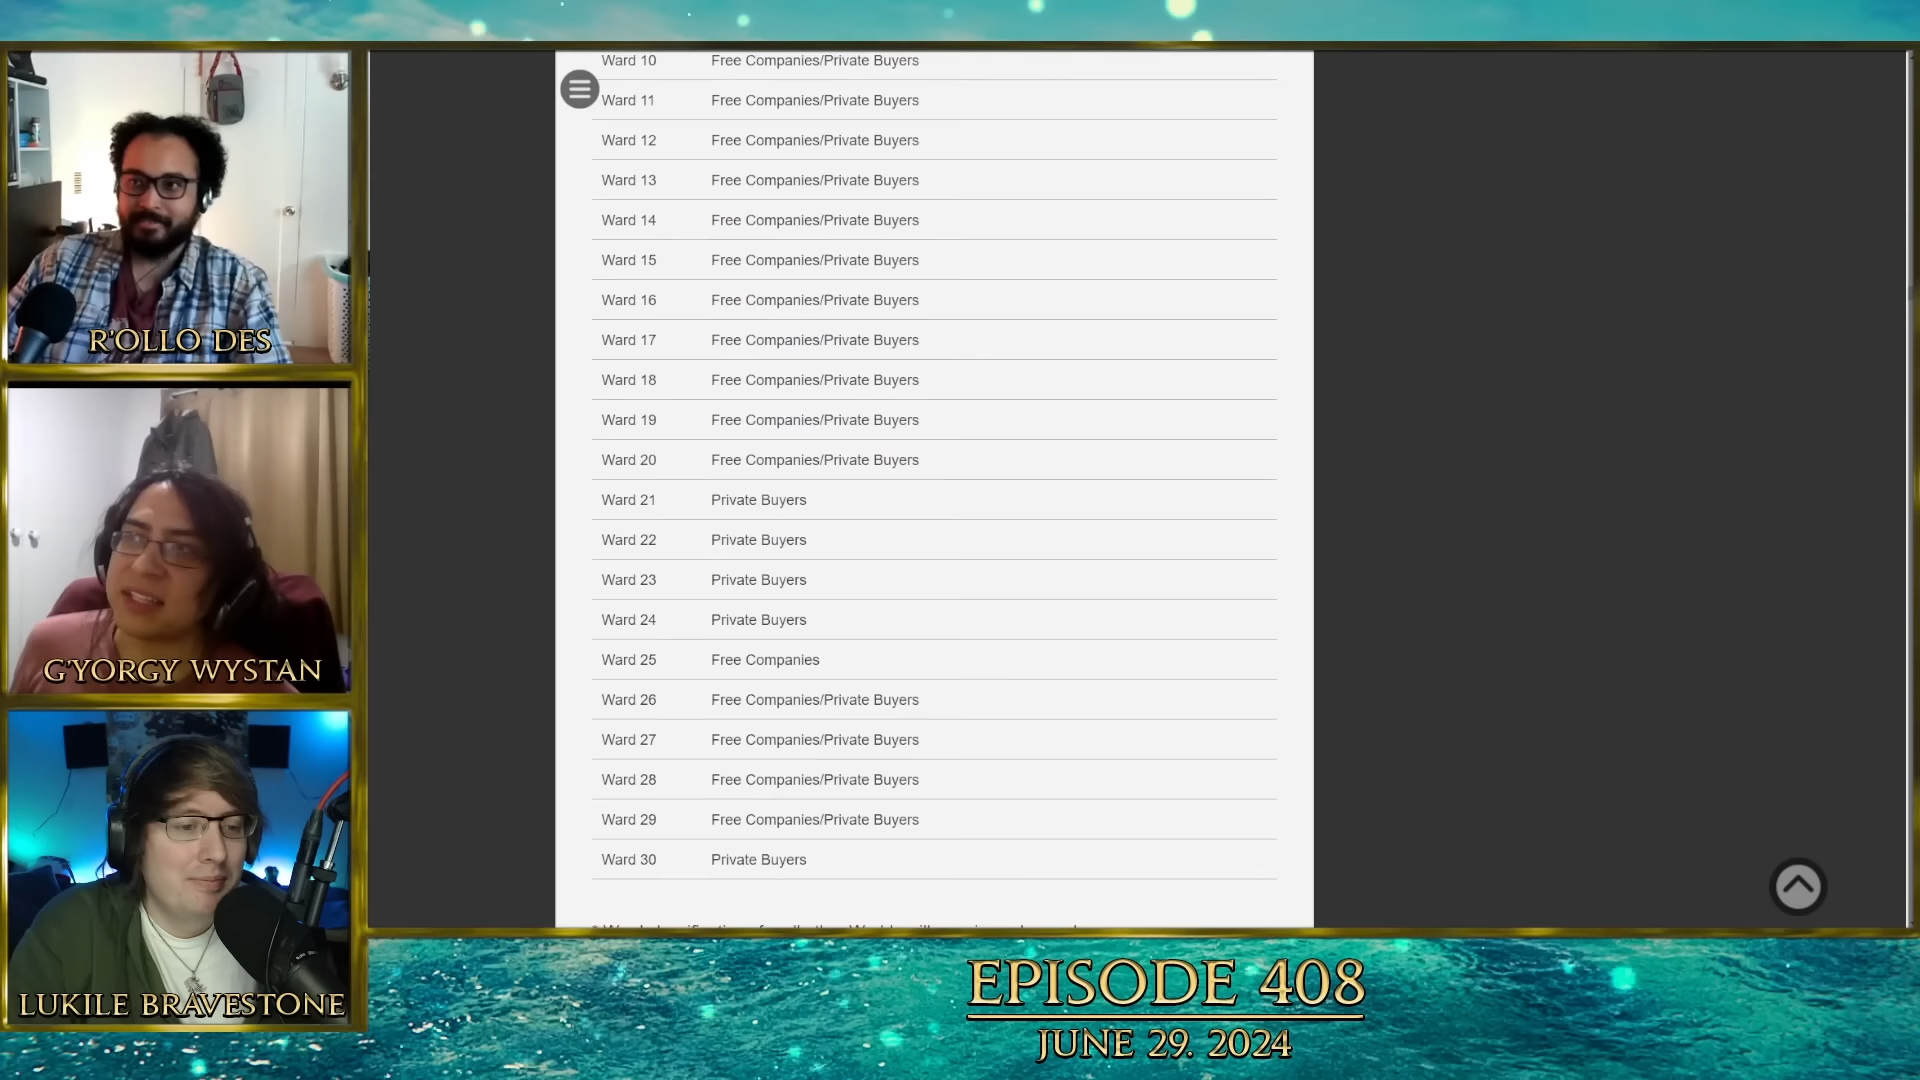 R'OLLO DES
G'YORGY WYSTAN
LUKILE BRAVESTONE
Ward 10 Free Companies/Private Buyers
Ward 11 Free Companies/Private Buyers
Ward 12 Free Companies/Private Buyers
Ward 13 Free Companies/Private Buyers
Ward 14 Free Companies/Private Buyers
Ward 15 Free Companies/Private Buyers
Ward 16 Free Companies/Private Buyers
Ward 17 Free Companies/Private Buyers
Ward 18 Free Companies/Private Buyers
Ward 19 Free Companies/Private Buyers
Ward 20 Free Companies/Private Buyers
Ward 21 Private Buyers
Ward 22 Private Buyers
Ward 23 Private Buyers
Ward 24 Private Buyers
Ward 25 Free Companies
Ward 26 Free Companies/Private Buyers
Ward 27 Free Companies/Private Buyers
Ward 28 Free Companies/Private Buyers
Ward 29 Free Companies/Private Buyers
Ward 30 Private Buyers
EPISODE 408
JUNE 29. 2024